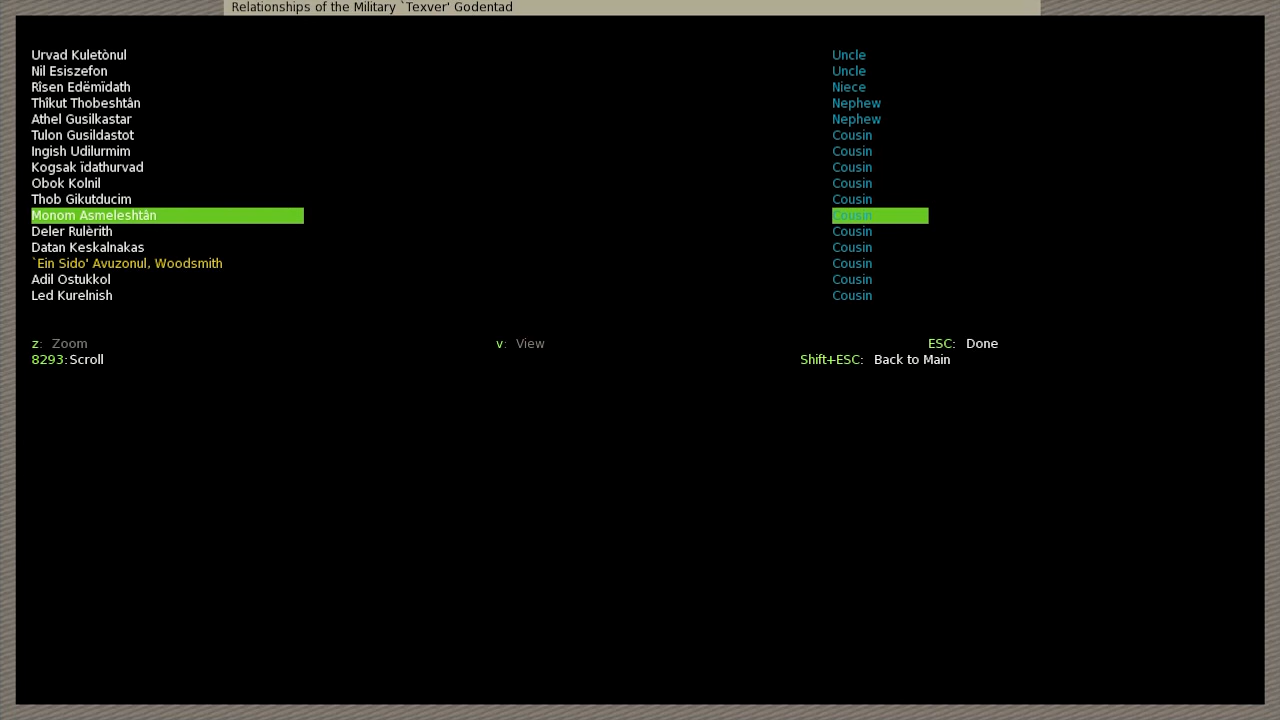 Relationships of the Military `Texver' Godentad
Urvad Kuletònul Uncle
Nil Esiszefon Uncle
Rîsen Edëmïdath Niece
Thîkut Thobeshtân Nephew
Athel Gusilkastar Nephew
Tulon Gusildastot Cousin
Ingish Udilurmim Cousin
Kogsak ïdathurvad Cousin
Obok Kolnil Cousin
Thob Gikutducim Cousin
Monom Asmeleshtân Cousin
Deler Rulèrith Cousin
Datan Keskalnakas Cousin
`Ein Sido' Avuzonul, Woodsmith Cousin
Adil Ostukkol Cousin
Led Kurelnish Cousin
z: Zoom v: View ESC: Done
8293:Scroll Shift+ESC: Back to Main